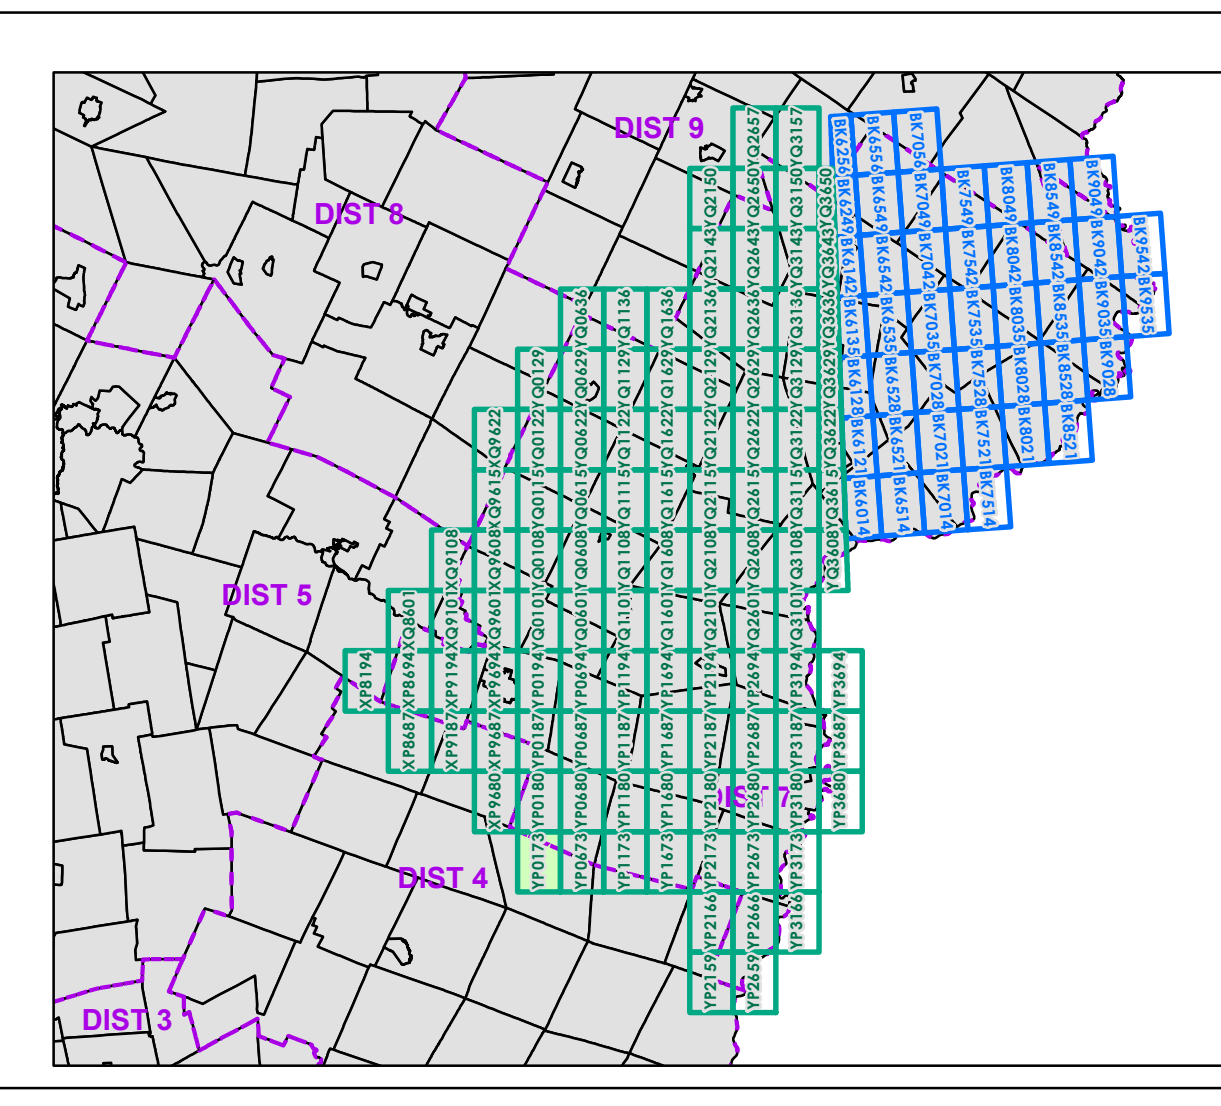 DIST 9
YQ2657 YQ3157 BK6256 BK6556 BK7056
DIST 8
YQ2150 YQ2650 YQ3150 YQ3650 BK6249 BK6549 BK7049 BK7549 BK8049 BK8549 BK9049
YQ2143 YQ2643 YQ3143 YQ3643 BK6142 BK6542 BK7042 BK7542 BK8042 BK8542 BK9042 BK9542
YQ0636 YQ1136 YQ1636 YQ2136 YQ2636 YQ3136 YQ3636 BK6135 BK6535 BK7035 BK7535 BK8035 BK8535 BK9035 BK9535
YQ0129 YQ0629 YQ1129 YQ1629 YQ2129 YQ2629 YQ3129 YQ3629 BK6128 BK6528 BK7028 BK7528 BK8028 BK8528 BK9028
XQ9622 YQ0122 YQ0622 YQ1122 YQ1622 YQ2122 YQ2622 YQ3122 YQ3622 BK6121 BK6521 BK7021 BK7521 BK8021 BK8521
XQ9615 YQ0115 YQ0615 YQ1115 YQ1615 YQ2115 YQ2615 YQ3115 YQ3615 BK6014 BK6514 BK7014 BK7514
XQ9108 XQ9608 YQ0108 YQ0608 YQ1108 YQ1608 YQ2108 YQ2608 YQ3108 YQ3608
DIST 5
XQ8601 XQ9101 XQ9601 YQ0101 YQ0601 YQ1101 YQ1601 YQ2101 YQ2601 YQ3101
XP8194 XP8694 XP9194 XP9694 YP0194 YP0694 YP1194 YP1694 YP2194 YP2694 YP3194 YP3694
XP8687 XP9187 XP9687 YP0187 YP0687 YP1187 YP1687 YP2187 YP2687 YP3187 YP3687
XP9680 YP0180 YP0680 YP1180 YP1680 YP2180 YP2680 YP3180 YP3680
DIST 7
YP0173 YP0673 YP1173 YP1673 YP2173 YP2673 YP3173
DIST 4
YP2166 YP2666 YP3166
YP2159 YP2659
DIST 3